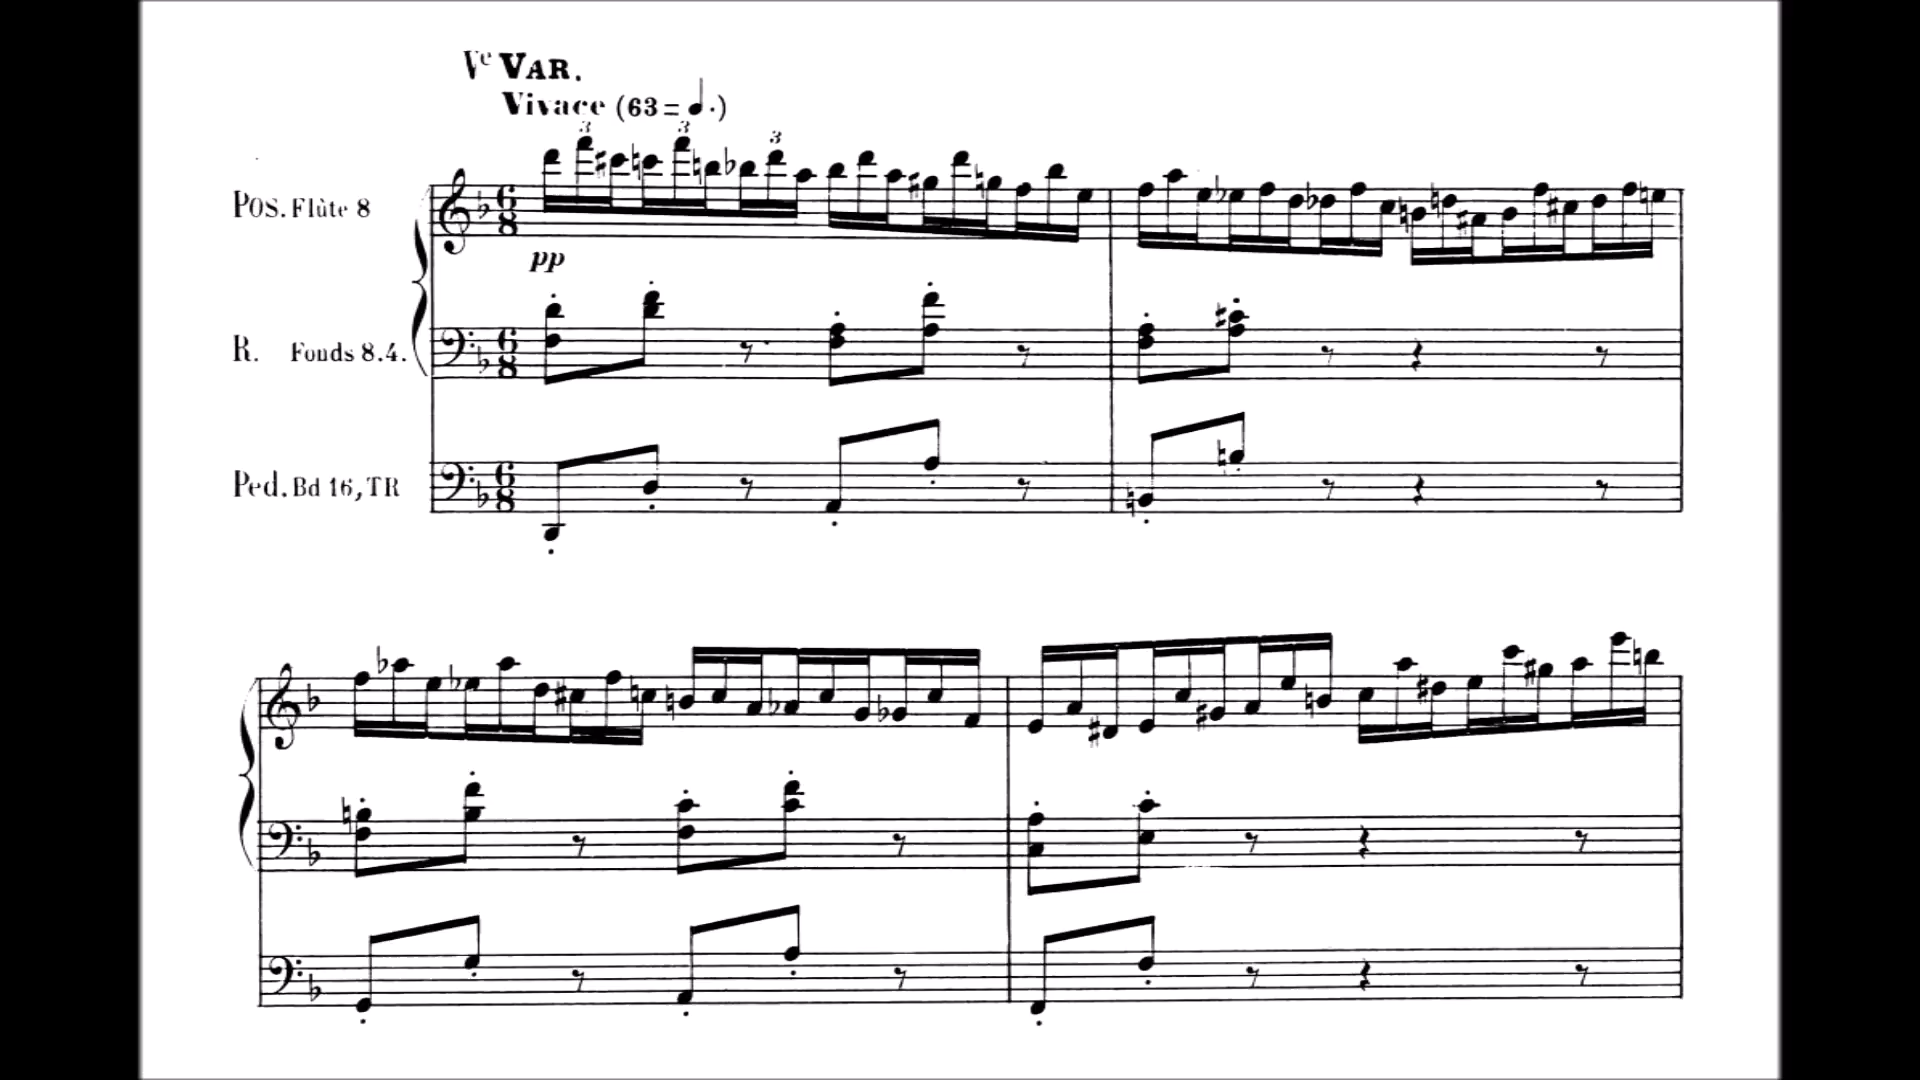 Ve VAR.
Vivace (63 = ♩.)
3 3 3
POS. Flûte 8
6 8
pp
R. Fonds 8.4.
6 8
Ped. Bd 16, TR
6 8